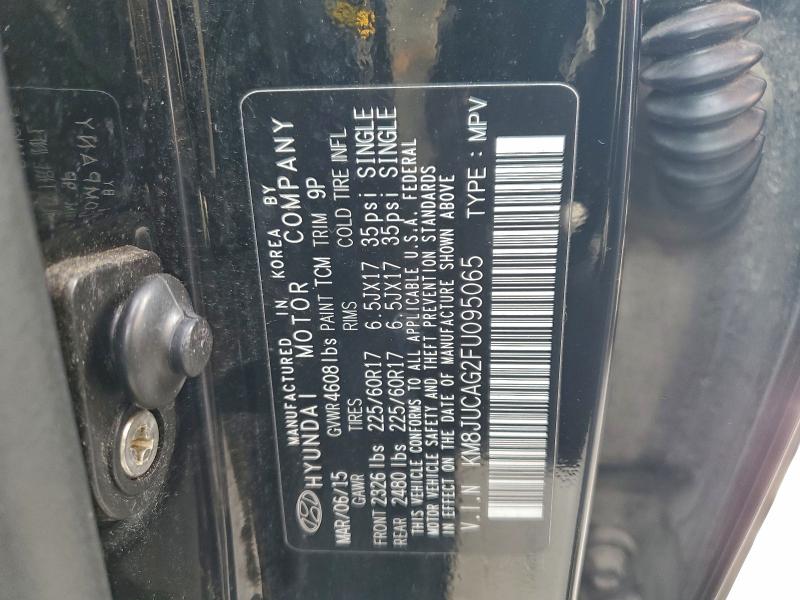 MANUFACTURED IN KOREA BY
HYUNDAI MOTOR COMPANY
GVWR 4608lbs PAINT TCM TRIM 9P
MAR/06/15
GAWR TIRES RIMS COLD TIRE INFL
FRONT 2326 lbs 225/60R17 6.5JX17 35psi SINGLE
REAR 2480 lbs 225/60R17 6.5JX17 35psi SINGLE
THIS VEHICLE CONFORMS TO ALL APPLICABLE U.S.A. FEDERAL
MOTOR VEHICLE SAFETY AND THEFT PREVENTION STANDARDS
IN EFFECT ON THE DATE OF MANUFACTURE SHOWN ABOVE
V.I.N KM8JUCAG2FU095065 TYPE : MPV